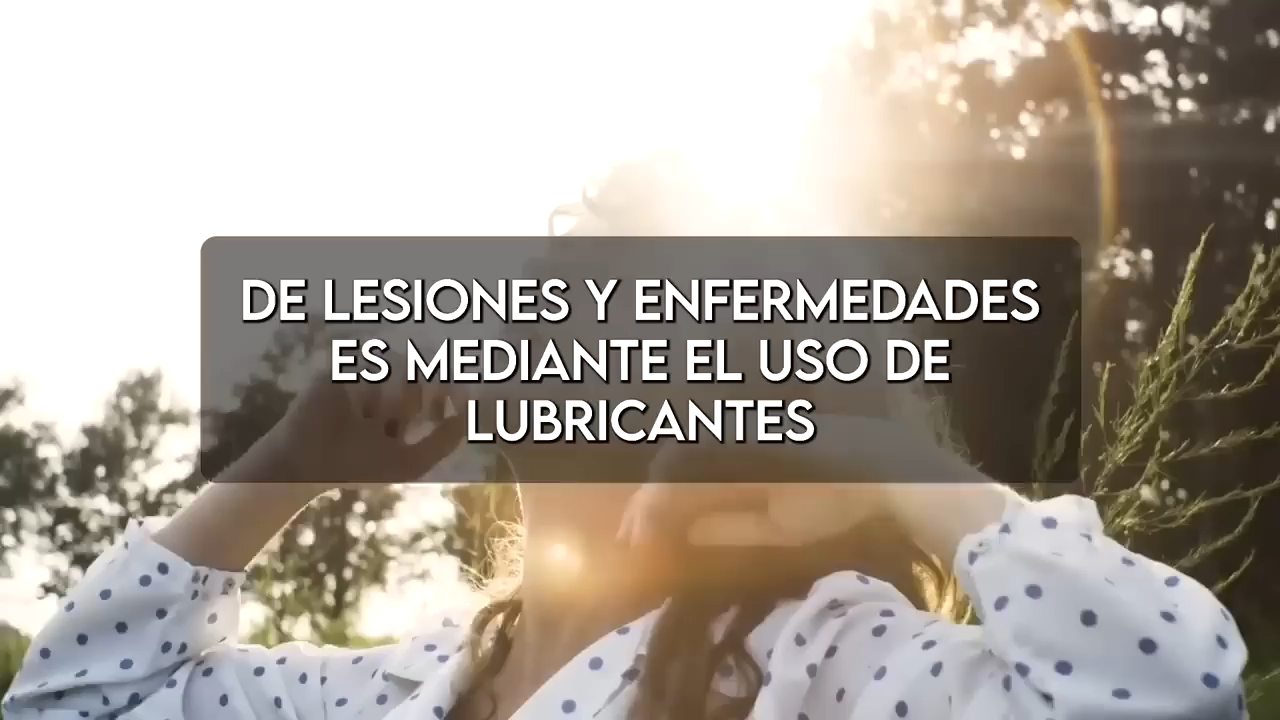 DE LESIONES Y ENFERMEDADES
ES MEDIANTE EL USO DE
LUBRICANTES